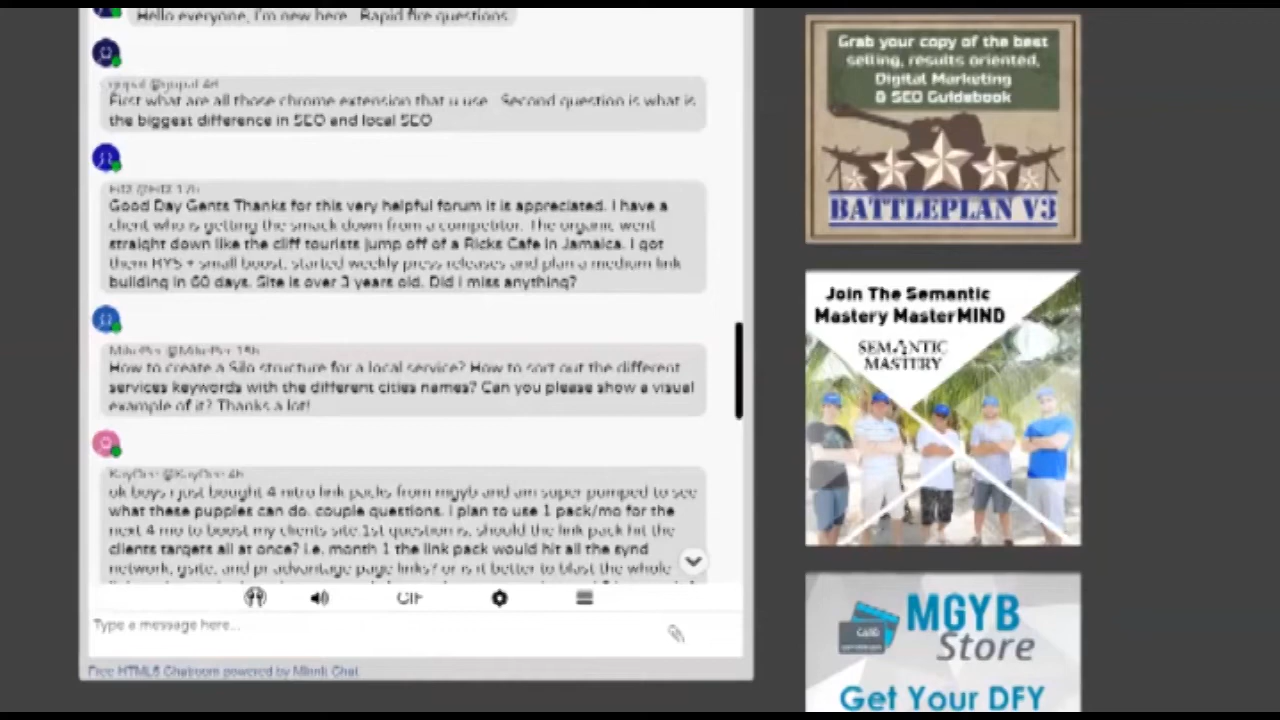 Hello everyone, I'm new here. Rapid fire questions
First what are all those chrome extension that u use. Second question is what is
the biggest difference in SEO and local SEO
Good Day Gents Thanks for this very helpful forum it is appreciated. I have a
client who is getting the smack down from a competitor. The organic went
straight down like the cliff tourists jump off of a Ricks Cafe in Jamaica. I got
them RYS + small boost, started weekly press releases and plan a medium link
building in 60 days. Site is over 3 years old. Did i miss anything?
How to create a Silo structure for a local service? How to sort out the different
services keywords with the different cities names? Can you please show a visual
example of it? Thanks a lot!
KayOne @KayOne 4h
ok boys i just bought 4 nitro link packs from mgyb and am super pumped to see
what these puppies can do. couple questions. i plan to use 1 pack/mo for the
next 4 mo to boost my clients site.1st question is, should the link pack hit the
clients targets all at once? i.e. month 1 the link pack would hit all the synd
network, gsite, and pr advantage page links? or is it better to blast the whole
GIF
Type a message here...
Free HTML5 Chatroom powered by Minnit Chat
Grab your copy of the best
selling, results oriented,
Digital Marketing
& SEO Guidebook
BATTLEPLAN V3
Join The Semantic
Mastery MasterMIND
SEMANTIC
MASTERY
CARD
MGYB
Store
Get Your DFY